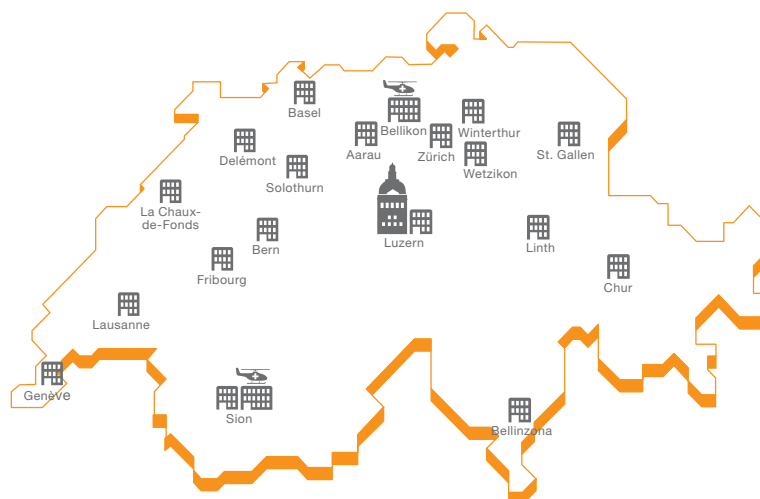 Basel
Bellikon
Winterthur
Aarau
Zürich
St. Gallen
Delémont
Wetzikon
Solothurn
La Chaux-
de-Fonds
Bern
Luzern
Linth
Fribourg
Chur
Lausanne
Genève
Sion
Bellinzona